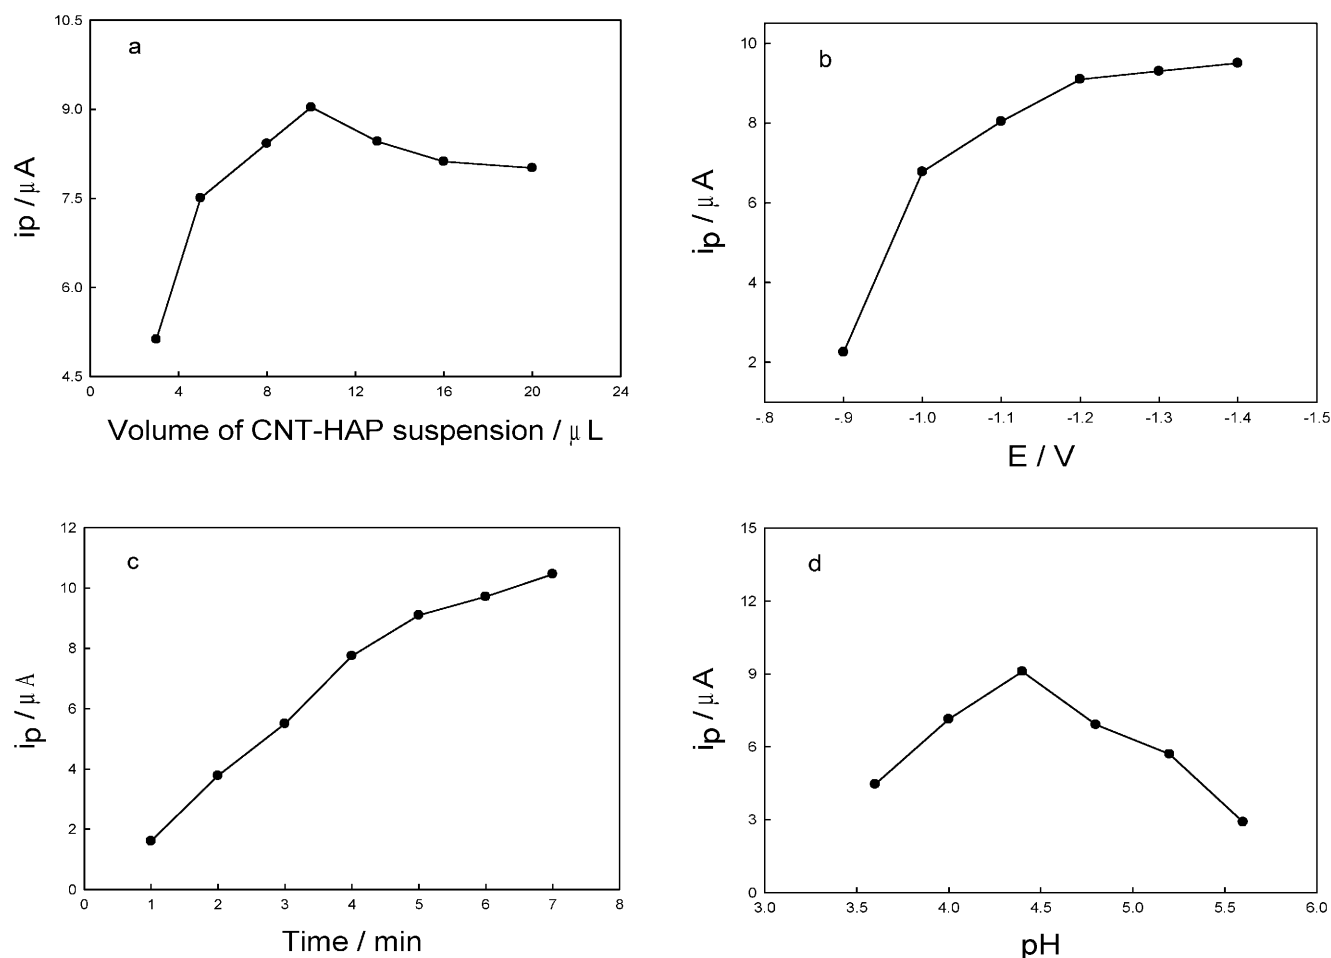 a
10.5
9.0
7.5
6.0
4.5
0 4 8 12 16 20 24
ip / μA
Volume of CNT-HAP suspension / μL
b
10
8
6
4
2
-.8 -.9 -1.0 -1.1 -1.2 -1.3 -1.4 -1.5
ip / μA
E / V
c
12
10
8
6
4
2
0
0 1 2 3 4 5 6 7 8
ip / μA
Time / min
d
15
12
9
6
3
0
3.0 3.5 4.0 4.5 5.0 5.5 6.0
ip / μA
pH